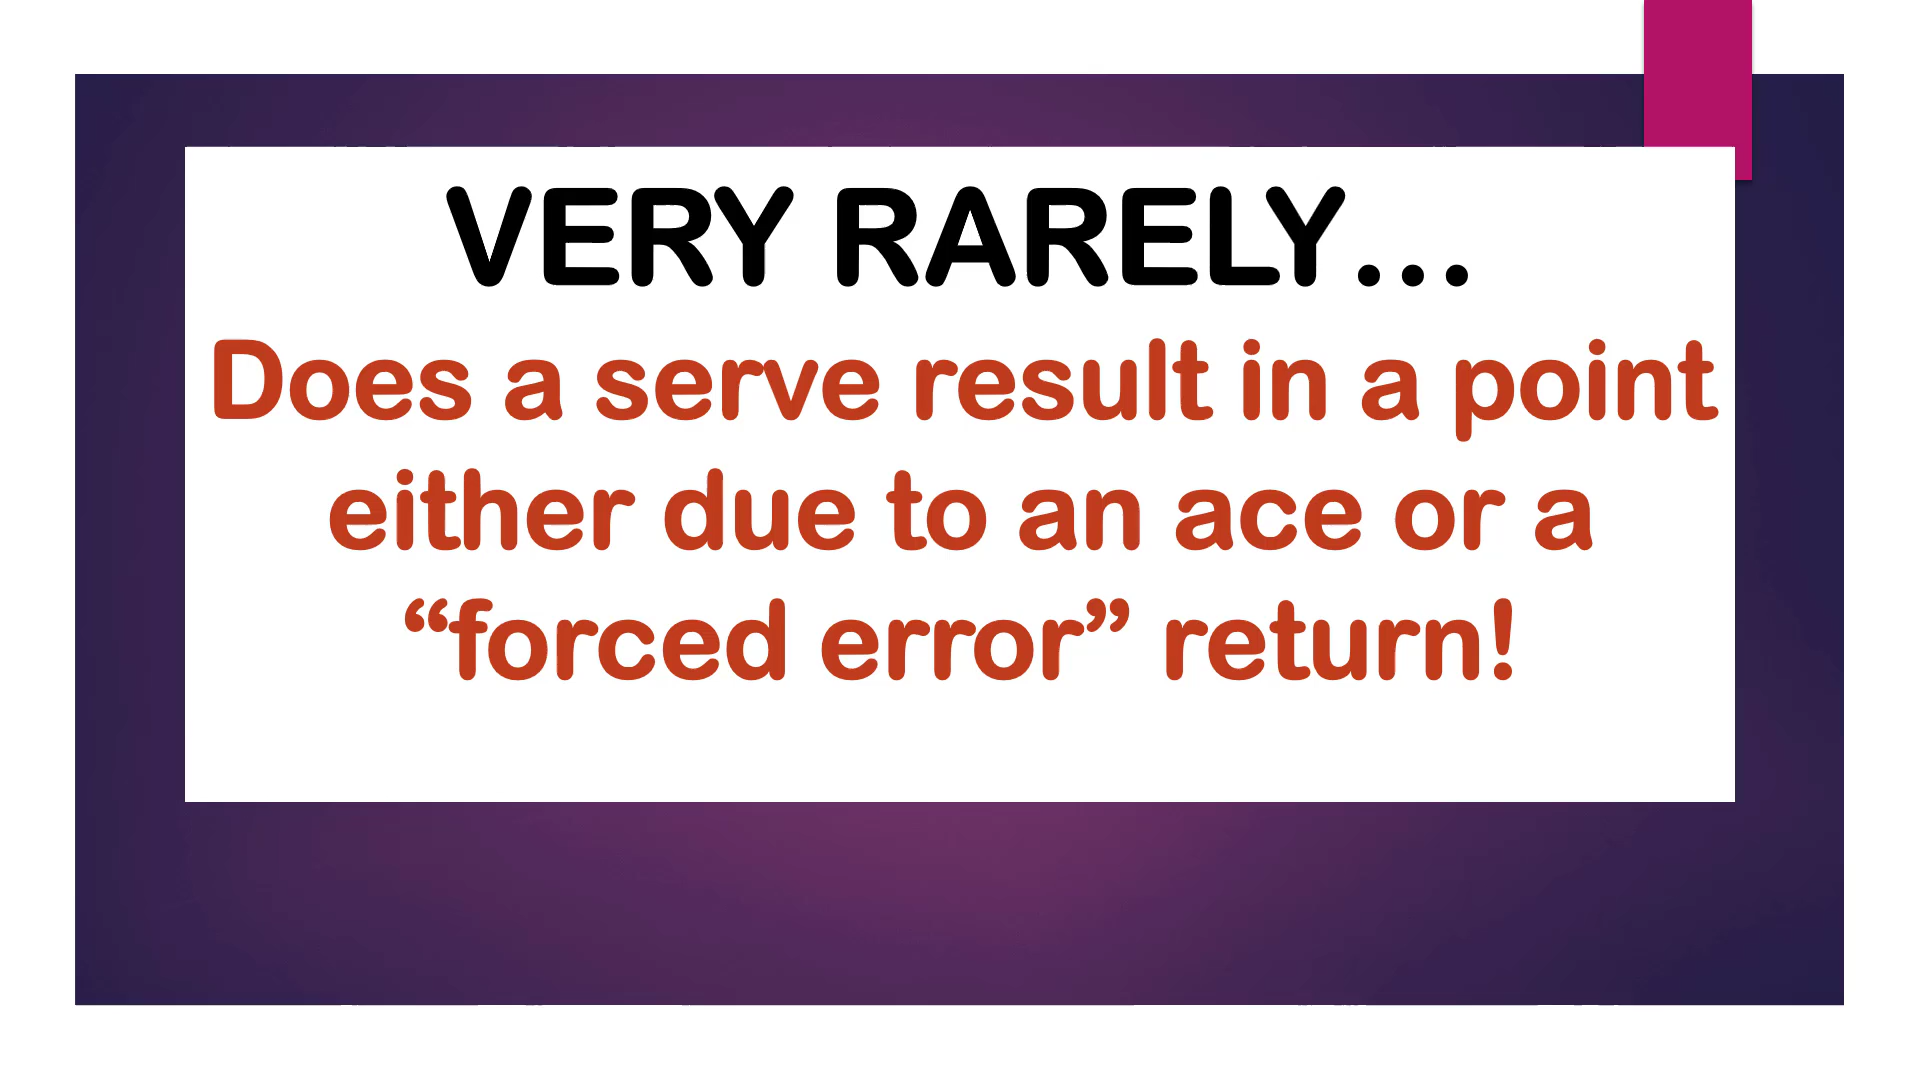 VERY RARELY...
Does a serve result in a point
either due to an ace or a
“forced error” return!